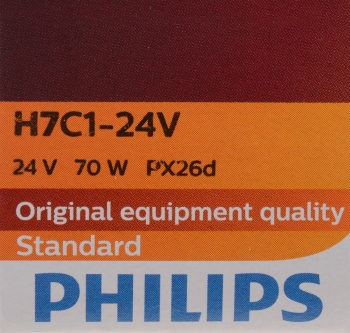 H7C1-24V
24 V 70 W PX26d
Original equipment quality
Standard
PHILIPS